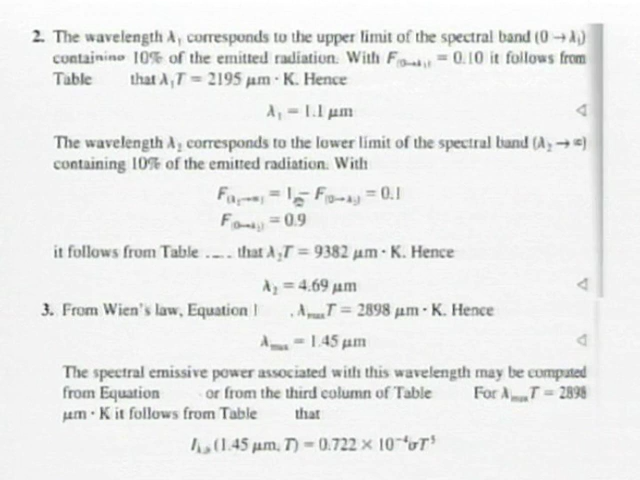 2. The wavelength λ₁ corresponds to the upper limit of the spectral band (0 → λ₁)
containing 10% of the emitted radiation. With F(0→λ₁) = 0.10 it follows from
Table that λ₁T = 2195 μm · K. Hence
λ₁ = 1.1 μm ◁
The wavelength λ₂ corresponds to the lower limit of the spectral band (λ₂ → ∞)
containing 10% of the emitted radiation. With
F(λ₂→∞) = 1 − F(0→λ₂) = 0.1
F(0→λ₂) = 0.9
it follows from Table .... that λ₂T = 9382 μm · K. Hence
λ₂ = 4.69 μm ◁
3. From Wien's law, Equation , λmaxT = 2898 μm · K. Hence
λmax = 1.45 μm ◁
The spectral emissive power associated with this wavelength may be computed
from Equation or from the third column of Table For λmaxT = 2898
μm · K it follows from Table that
Iλ,b(1.45 μm, T) = 0.722 × 10⁻⁴σT⁵